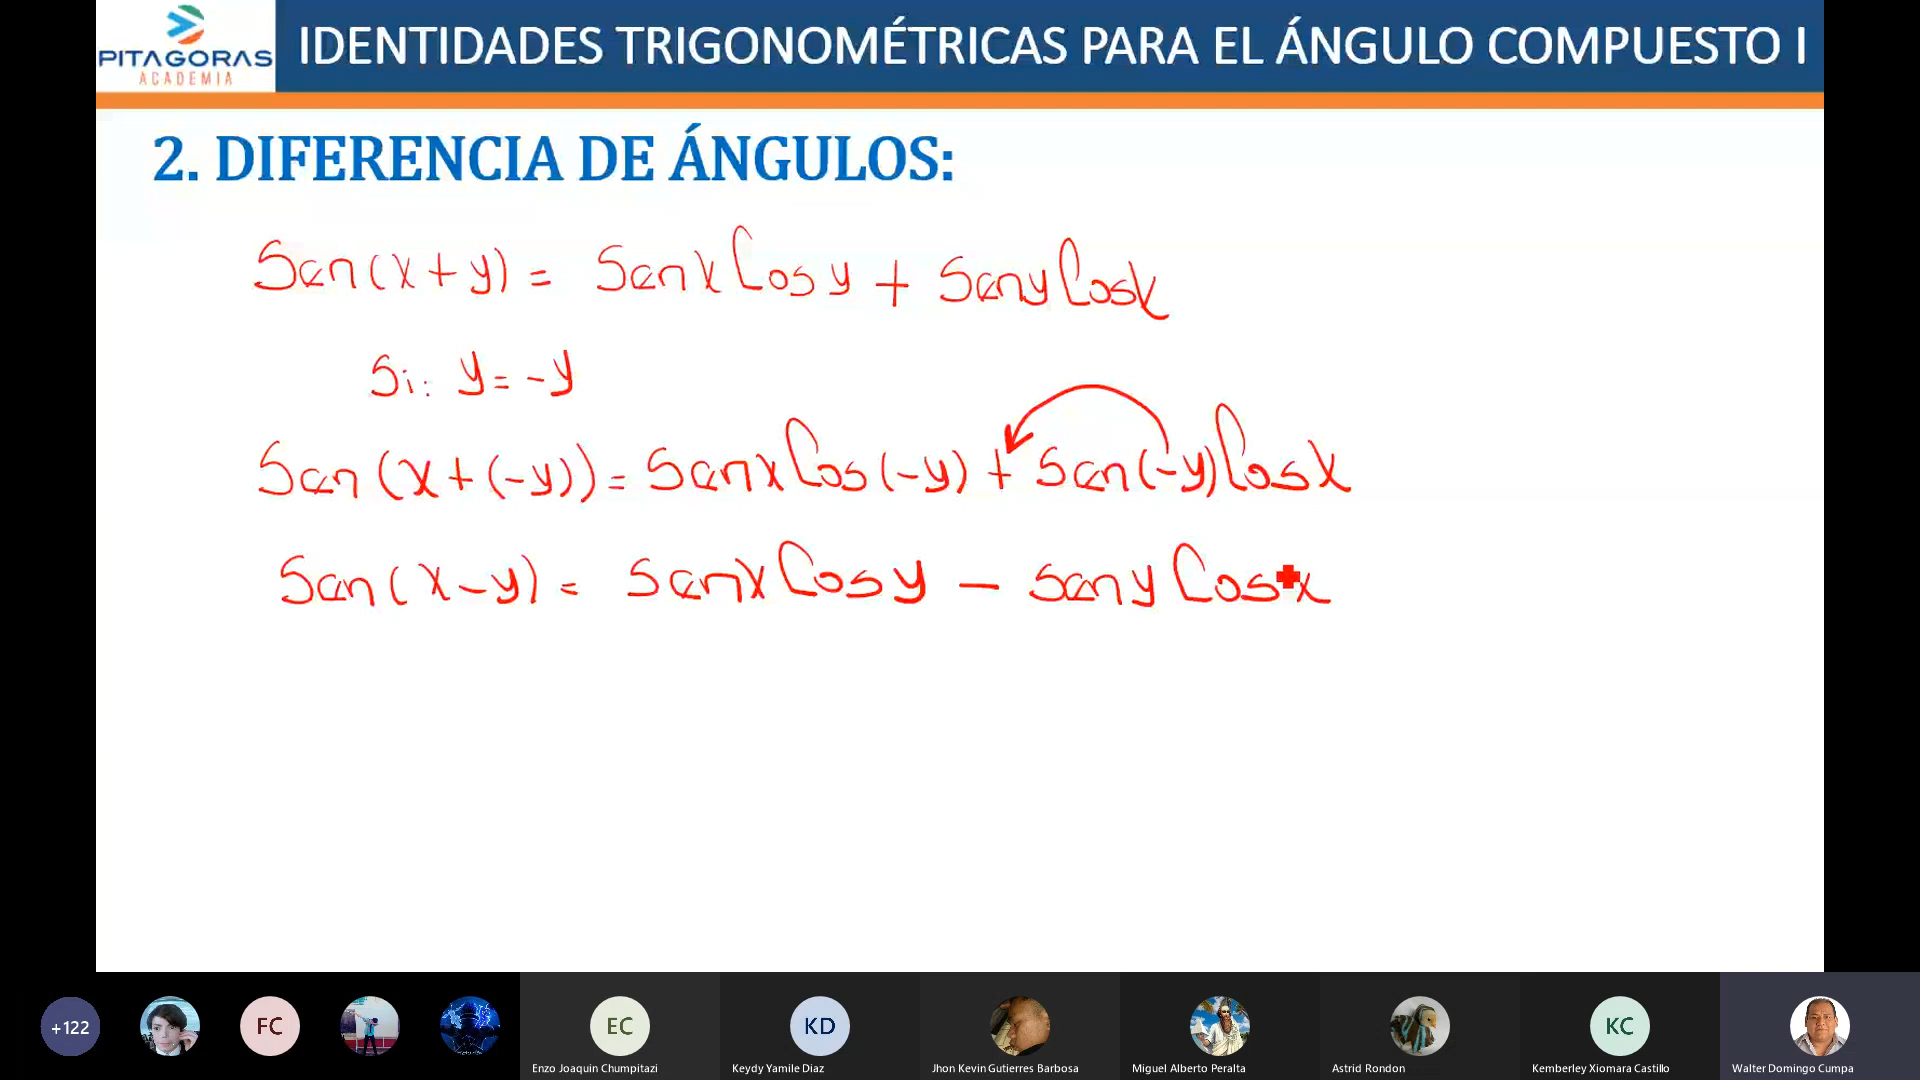 PITAGORAS
ACADEMIA
IDENTIDADES TRIGONOMÉTRICAS PARA EL ÁNGULO COMPUESTO I
2. DIFERENCIA DE ÁNGULOS:
Sen(x+y) = Senx Cosy + Seny Cosx
Si: y = -y
Sen(x+(-y)) = Senx Cos(-y) + Sen(-y) Cosx
Sen(x-y) = Senx Cosy - Seny Cosx
+122
FC
EC
KD
KC
Enzo Joaquin Chumpitazi
Keydy Yamile Diaz
Jhon Kevin Gutierres Barbosa
Miguel Alberto Peralta
Astrid Rondon
Kemberley Xiomara Castillo
Walter Domingo Cumpa